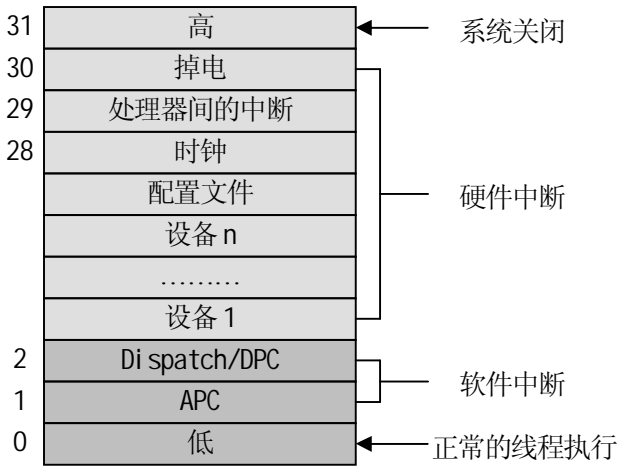 31 高 系统关闭
30 掉电
29 处理器间的中断
28 时钟
配置文件 硬件中断
设备 n
………
设备 1
2 Dispatch/DPC
软件中断
1 APC
0 低 正常的线程执行